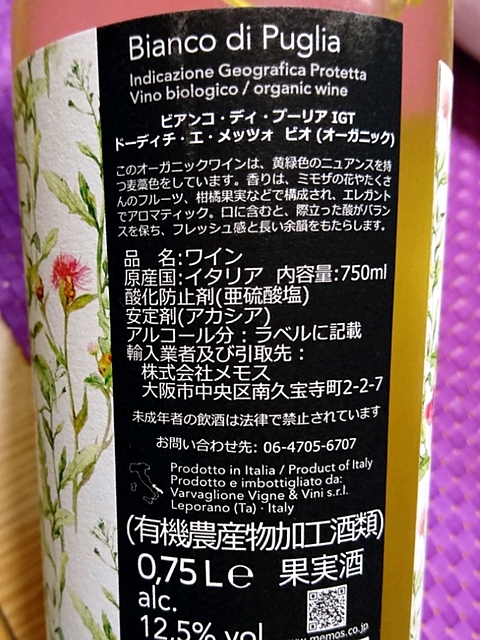 Bianco di Puglia
Indicazione Geografica Protetta
Vino biologico / organic wine
ビアンコ・ディ・プーリア IGT
ドーディチ・エ・メッツォ ビオ (オーガニック)
このオーガニックワインは、黄緑色のニュアンスを持
つ麦藁色をしています。香りは、ミモザの花やたくさ
んのフルーツ、柑橘果実などで構成され、エレガント
でアロマティック。口に含むと、際立った酸がバラン
スを保ち、フレッシュ感と長い余韻をもたらします。
品 名:ワイン
原産国:イタリア 内容量:750ml
酸化防止剤(亜硫酸塩)
安定剤(アカシア)
アルコール分：ラベルに記載
輸入業者及び引取先：
株式会社メモス
大阪市中央区南久宝寺町2-2-7
未成年者の飲酒は法律で禁止されています
お問い合わせ先: 06-4705-6707
Prodotto in Italia / Product of Italy
Prodotto e imbottigliato da:
Varvaglione Vigne & Vini s.r.l.
Leporano (Ta) · Italy
(有機農産物加工酒類)
0,75 L e 果実酒
alc.
12,5% vol
www.memos.co.jp